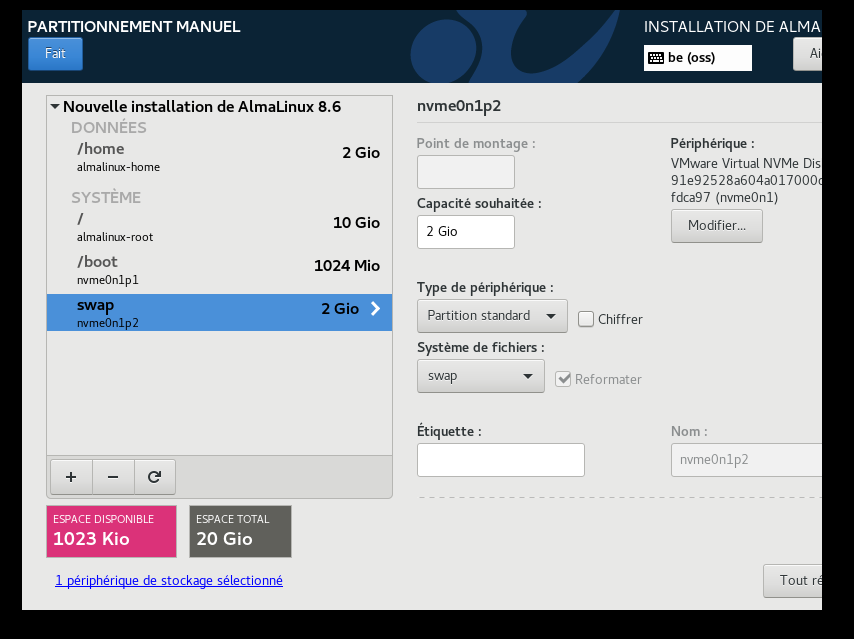 PARTITIONNEMENT MANUEL
INSTALLATION DE ALMA
Fait
be (oss)
Nouvelle installation de AlmaLinux 8.6
DONNÉES
/home
2 Gio
almalinux-home
SYSTÈME
/
10 Gio
almalinux-root
/boot
1024 Mio
nvme0n1p1
swap
2 Gio
nvme0n1p2
+
-
ESPACE DISPONIBLE
1023 Kio
ESPACE TOTAL
20 Gio
1 périphérique de stockage sélectionné
nvme0n1p2
Point de montage :
Capacité souhaitée :
2 Gio
Périphérique :
VMware Virtual NVMe Dis
91e92528a604a017000c
fdca97 (nvme0n1)
Modifier...
Type de périphérique :
Partition standard
Chiffrer
Système de fichiers :
swap
Reformater
Étiquette :
Nom :
nvme0n1p2
Tout ré